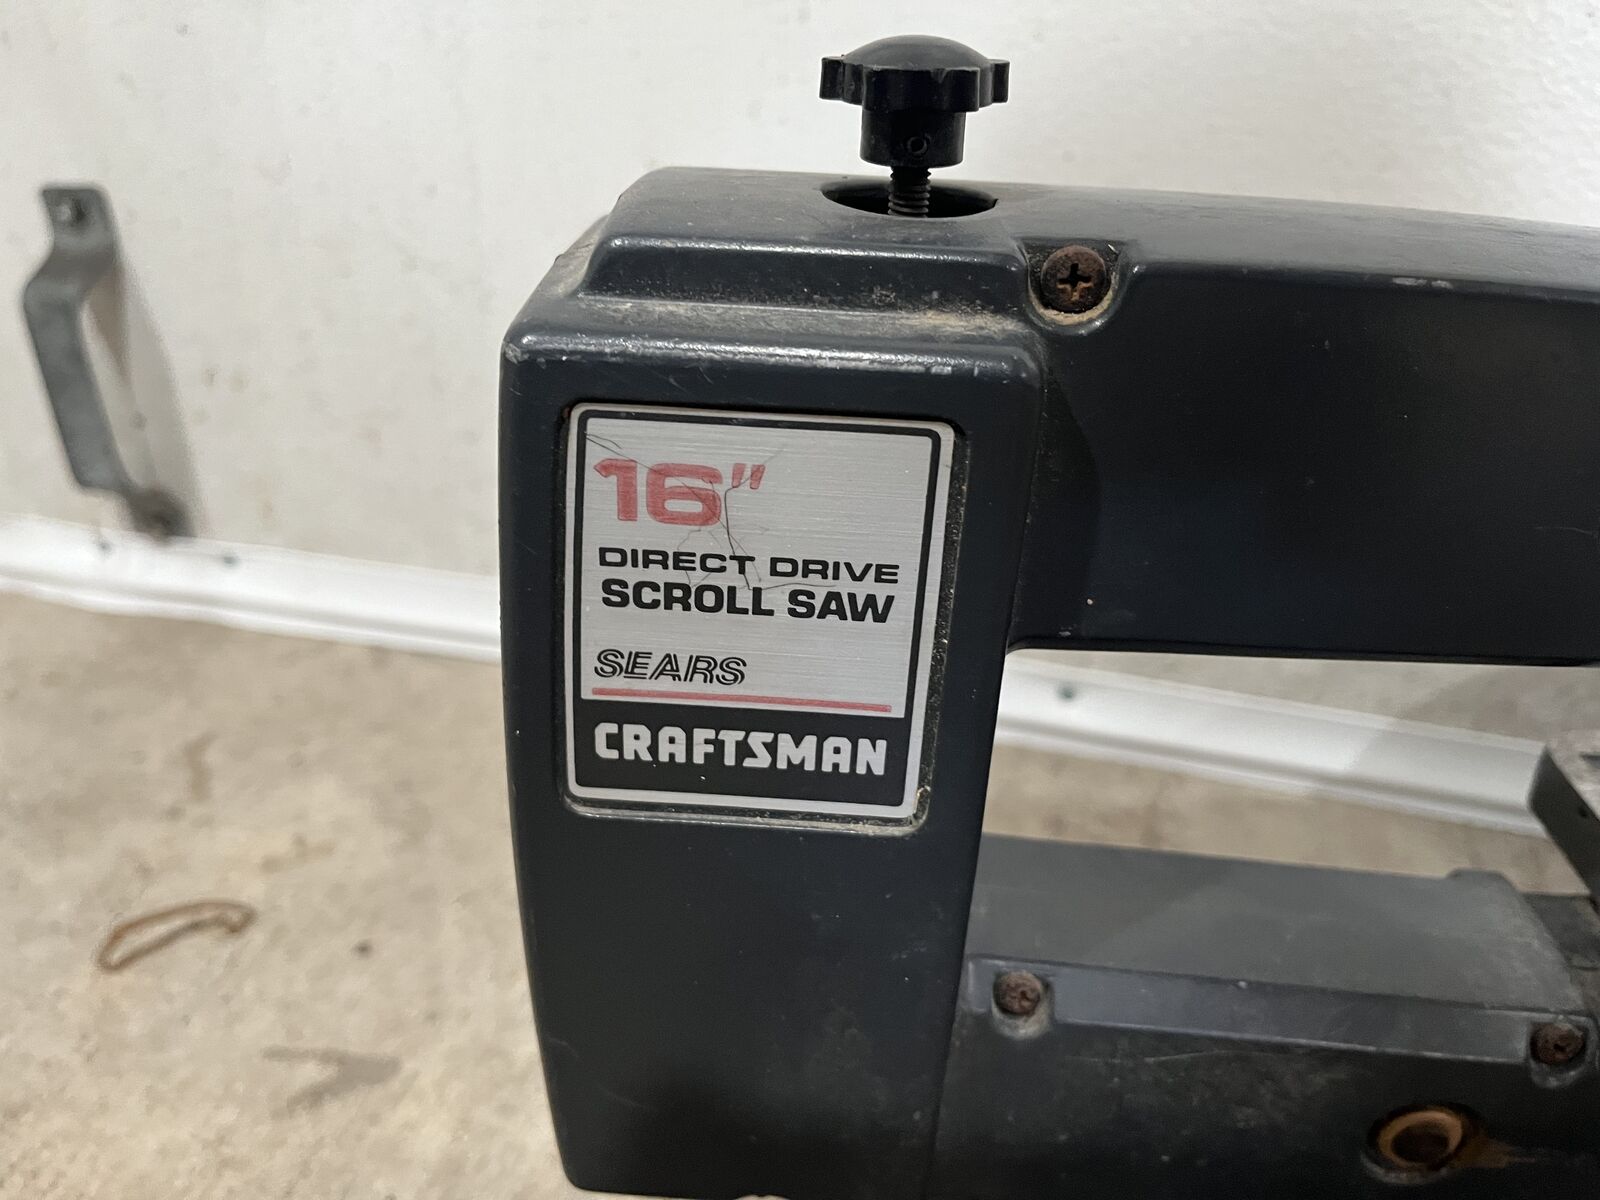 16"
DIRECT DRIVE
SCROLL SAW
SEARS
CRAFTSMAN